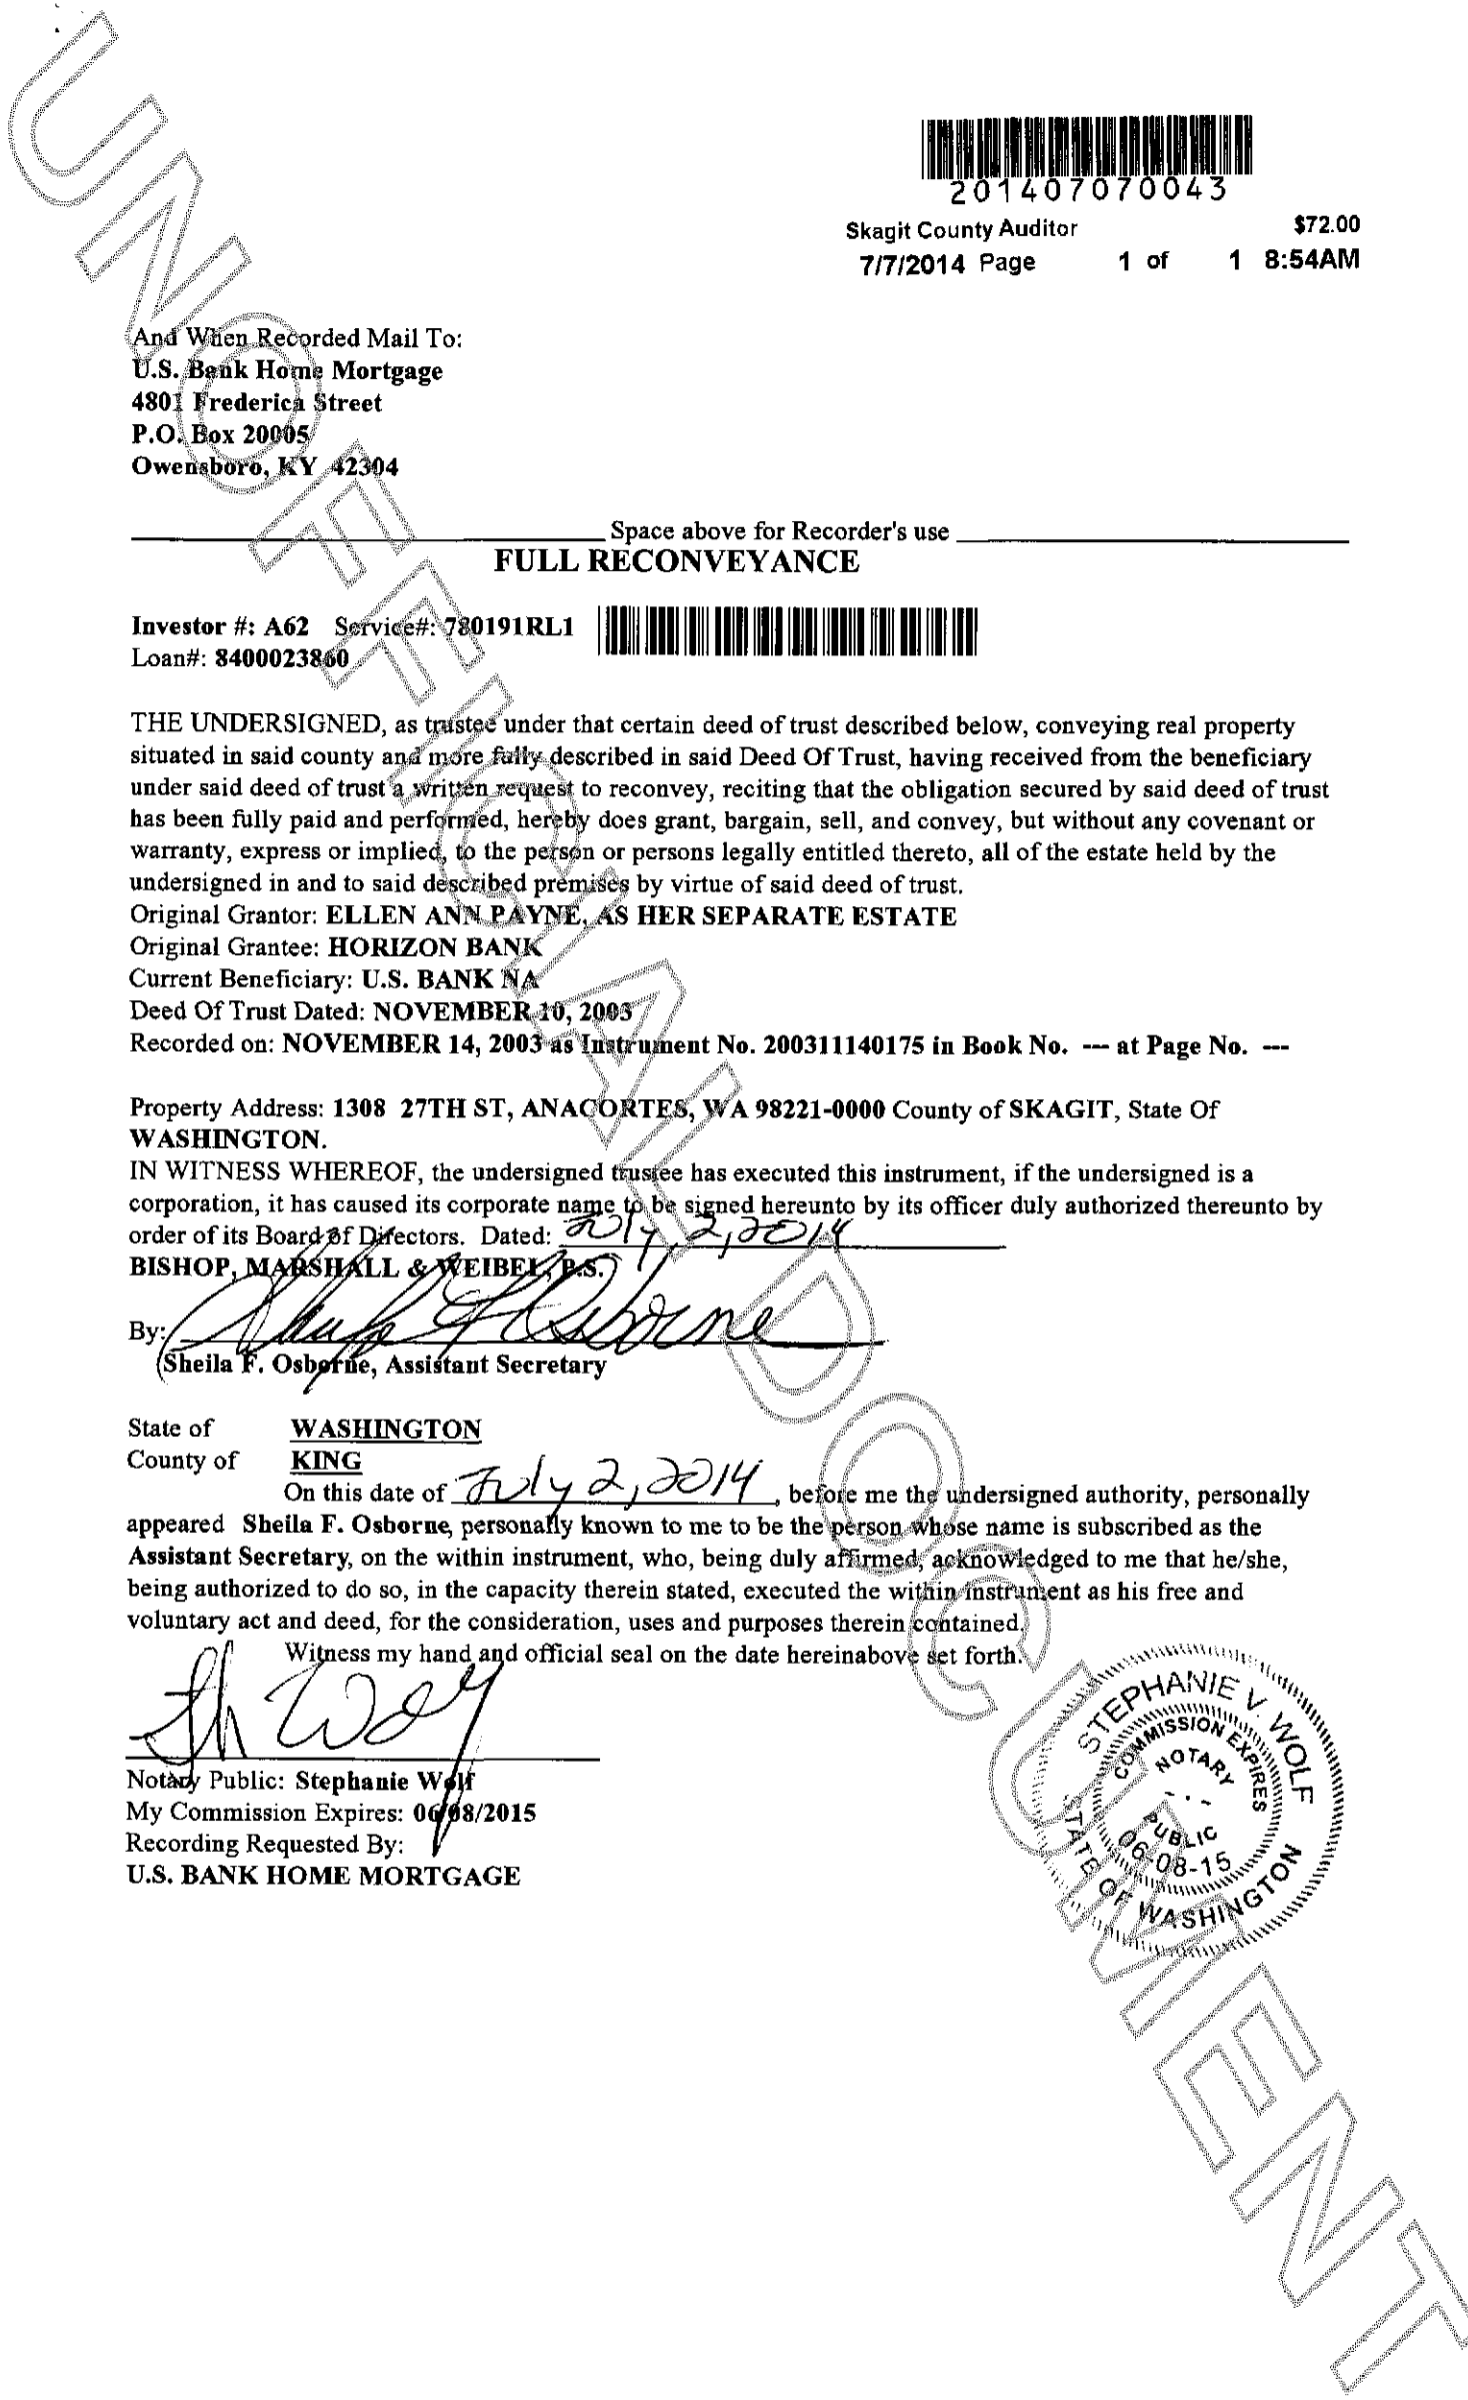 201407070043
Skagit County Auditor $72.00
7/7/2014 Page 1 of 1 8:54AM
And When Recorded Mail To:
U.S. Bank Home Mortgage
4801 Frederica Street
P.O. Box 20005
Owensboro, KY 42304
Space above for Recorder's use
FULL RECONVEYANCE
Investor #: A62 Service#: 780191RL1
Loan#: 8400023860
THE UNDERSIGNED, as trustee under that certain deed of trust described below, conveying real property
situated in said county and more fully described in said Deed Of Trust, having received from the beneficiary
under said deed of trust a written request to reconvey, reciting that the obligation secured by said deed of trust
has been fully paid and performed, hereby does grant, bargain, sell, and convey, but without any covenant or
warranty, express or implied, to the person or persons legally entitled thereto, all of the estate held by the
undersigned in and to said described premises by virtue of said deed of trust.
Original Grantor: ELLEN ANN PAYNE, AS HER SEPARATE ESTATE
Original Grantee: HORIZON BANK
Current Beneficiary: U.S. BANK NA
Deed Of Trust Dated: NOVEMBER 10, 2003
Recorded on: NOVEMBER 14, 2003 as Instrument No. 200311140175 in Book No. --- at Page No. ---
Property Address: 1308 27TH ST, ANACORTES, WA 98221-0000 County of SKAGIT, State Of
WASHINGTON.
IN WITNESS WHEREOF, the undersigned trustee has executed this instrument, if the undersigned is a
corporation, it has caused its corporate name to be signed hereunto by its officer duly authorized thereunto by
order of its Board of Directors. Dated: July 2, 2014
BISHOP, MARSHALL & WEIBEL, P.S.
By: Sheila F Osborne
Sheila F. Osborne, Assistant Secretary
State of WASHINGTON
County of KING
On this date of July 2, 2014, before me the undersigned authority, personally
appeared Sheila F. Osborne, personally known to me to be the person whose name is subscribed as the
Assistant Secretary, on the within instrument, who, being duly affirmed, acknowledged to me that he/she,
being authorized to do so, in the capacity therein stated, executed the within instrument as his free and
voluntary act and deed, for the consideration, uses and purposes therein contained.
Witness my hand and official seal on the date hereinabove set forth.
Notary Public: Stephanie Wolf
My Commission Expires: 06/08/2015
Recording Requested By:
U.S. BANK HOME MORTGAGE
STEPHANIE V. WOLF
COMMISSION EXPIRES
NOTARY
PUBLIC
06-08-15
STATE OF WASHINGTON
UNOFFICIAL DOCUMENT